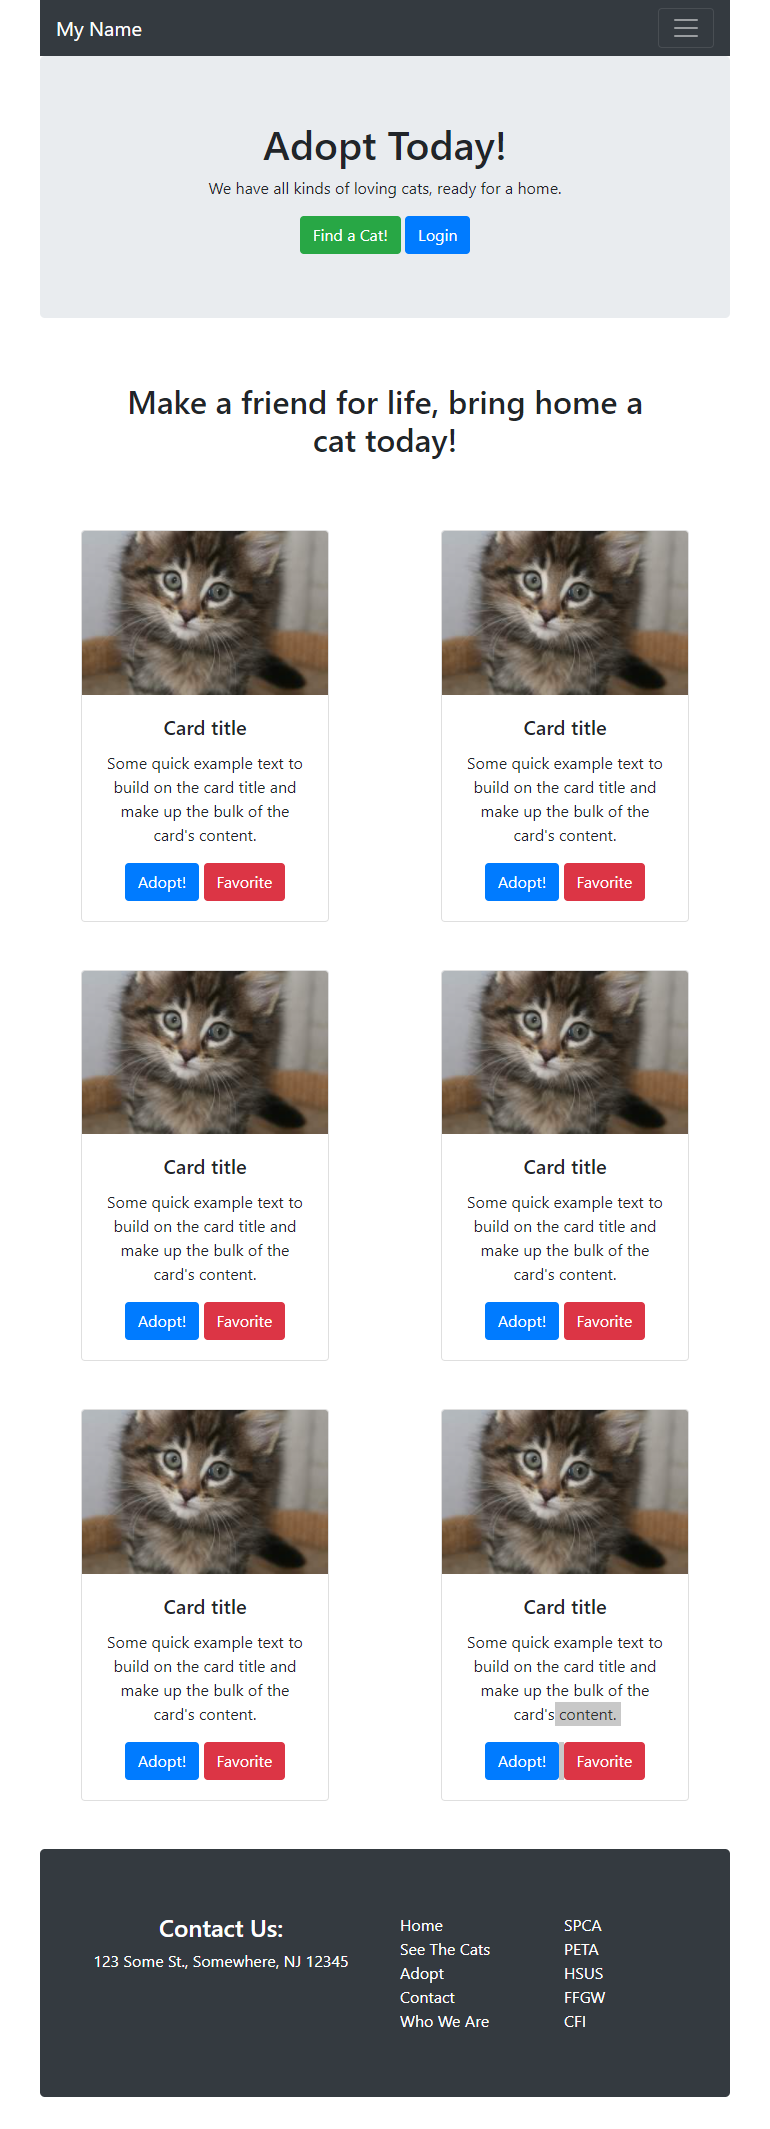 My Name
Adopt Today!
We have all kinds of loving cats, ready for a home.
Find a Cat! Login
Make a friend for life, bring home a
cat today!
Card title
Some quick example text to
build on the card title and
make up the bulk of the
card's content.
Adopt! Favorite
Card title
Some quick example text to
build on the card title and
make up the bulk of the
card's content.
Adopt! Favorite
Card title
Some quick example text to
build on the card title and
make up the bulk of the
card's content.
Adopt! Favorite
Card title
Some quick example text to
build on the card title and
make up the bulk of the
card's content.
Adopt! Favorite
Card title
Some quick example text to
build on the card title and
make up the bulk of the
card's content.
Adopt! Favorite
Card title
Some quick example text to
build on the card title and
make up the bulk of the
card's content.
Adopt! Favorite
Contact Us:
123 Some St., Somewhere, NJ 12345
Home
See The Cats
Adopt
Contact
Who We Are
SPCA
PETA
HSUS
FFGW
CFI